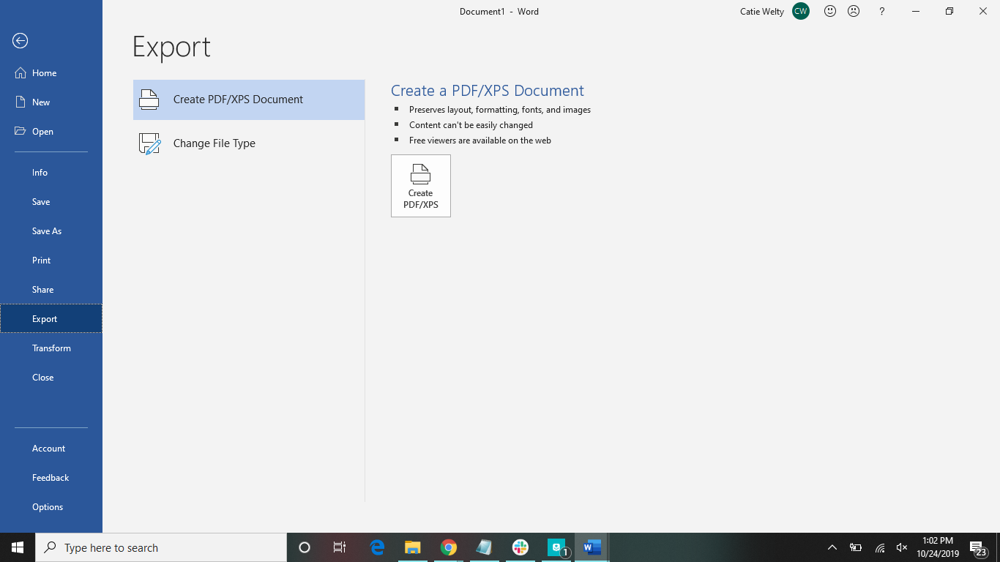 Document1 - Word
Catie Welty
CW
?
Home
New
Open
Info
Save
Save As
Print
Share
Export
Transform
Close
Account
Feedback
Options
Export
Create PDF/XPS Document
Change File Type
Create a PDF/XPS Document
Preserves layout, formatting, fonts, and images
Content can't be easily changed
Free viewers are available on the web
Create
PDF/XPS
Type here to search
1
W
1:02 PM
10/24/2019
23